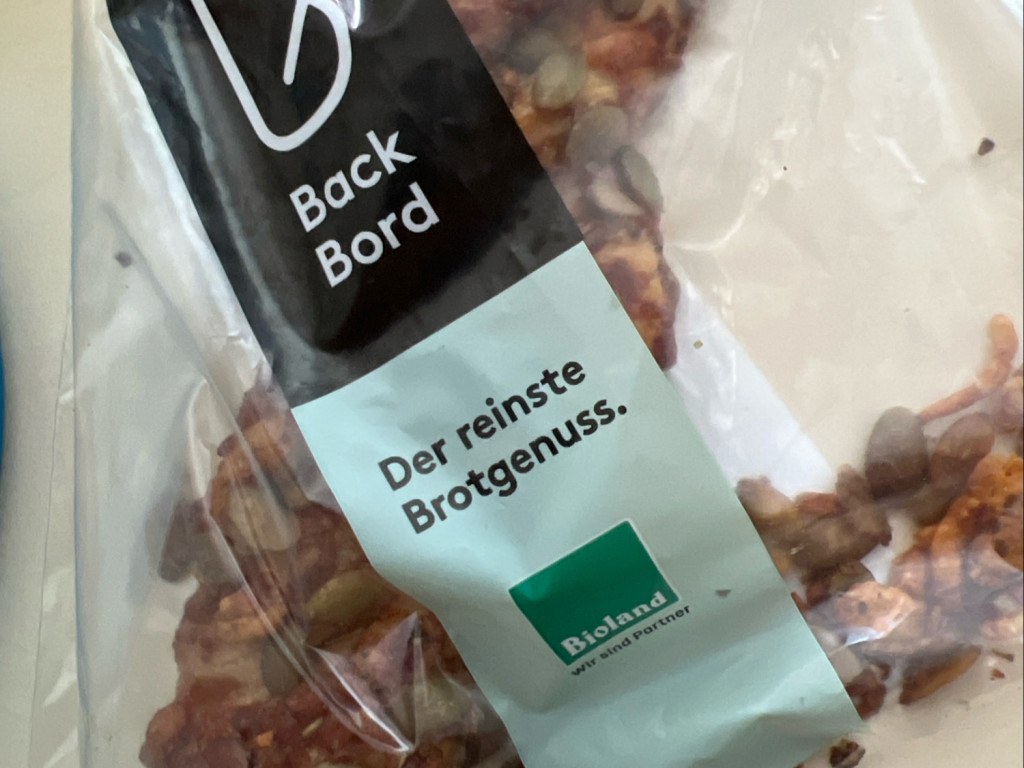 Back
Bord
Der reinste
Brotgenuss.
Bioland
Wir sind Partner